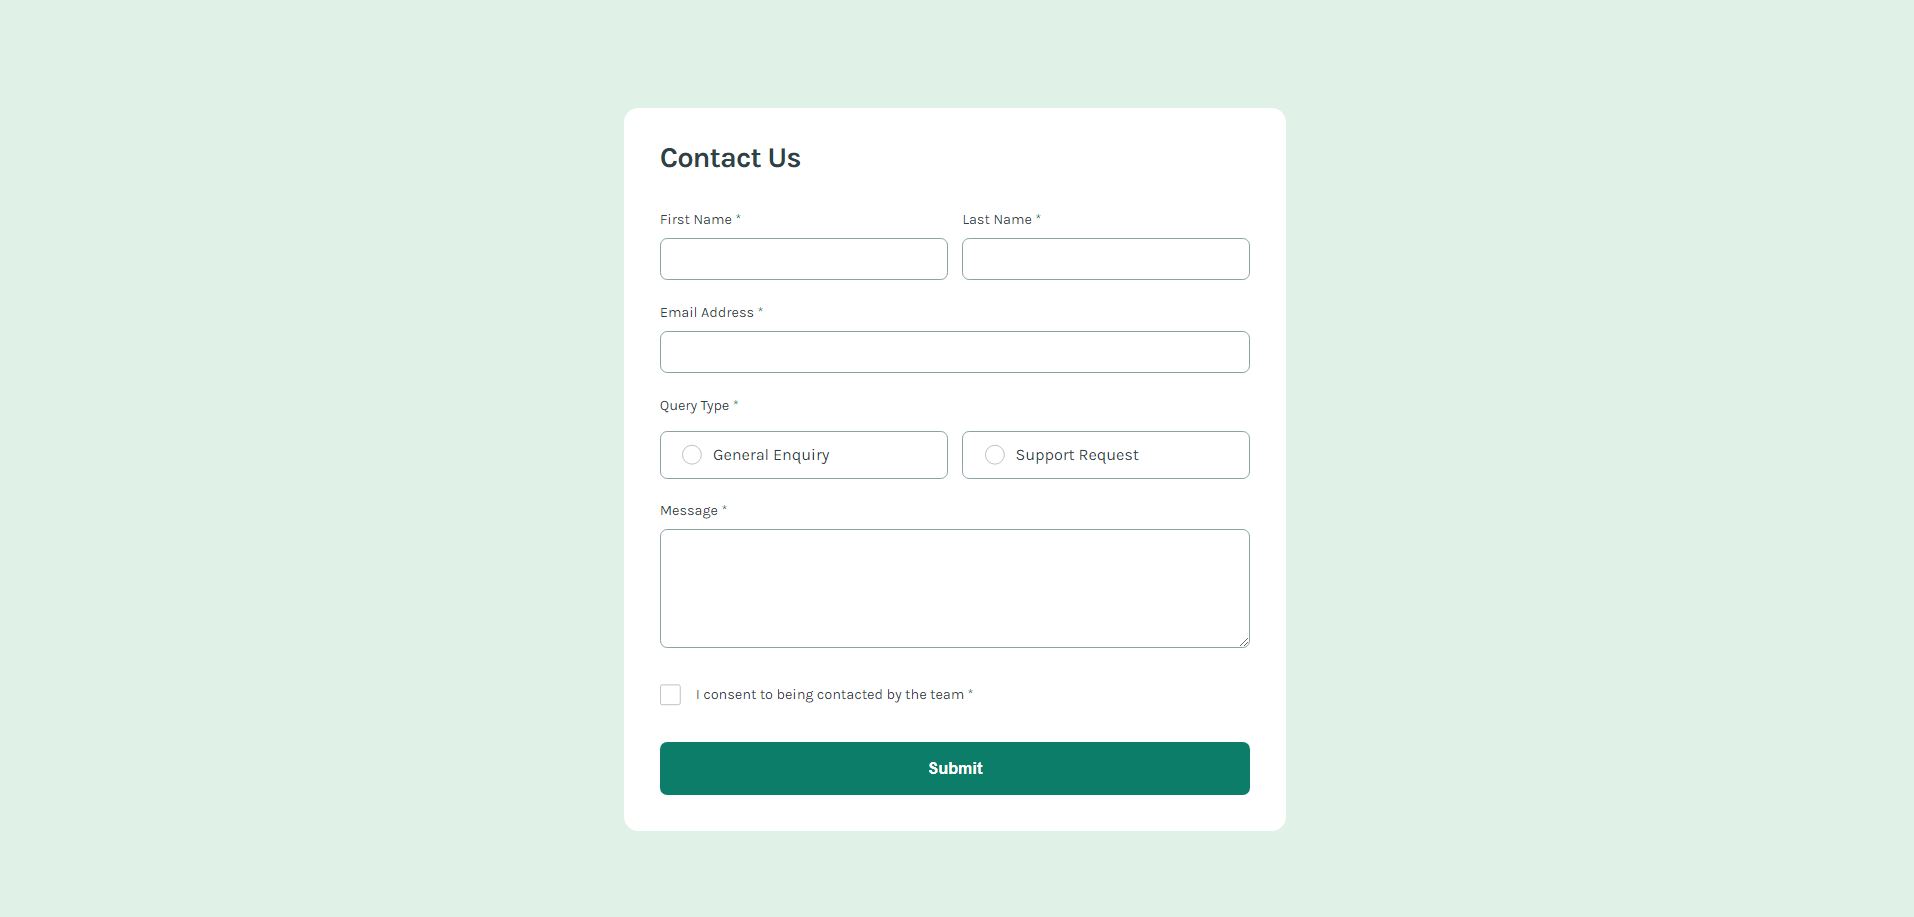 Contact Us
First Name *
Last Name *
Email Address *
Query Type *
General Enquiry
Support Request
Message *
I consent to being contacted by the team *
Submit